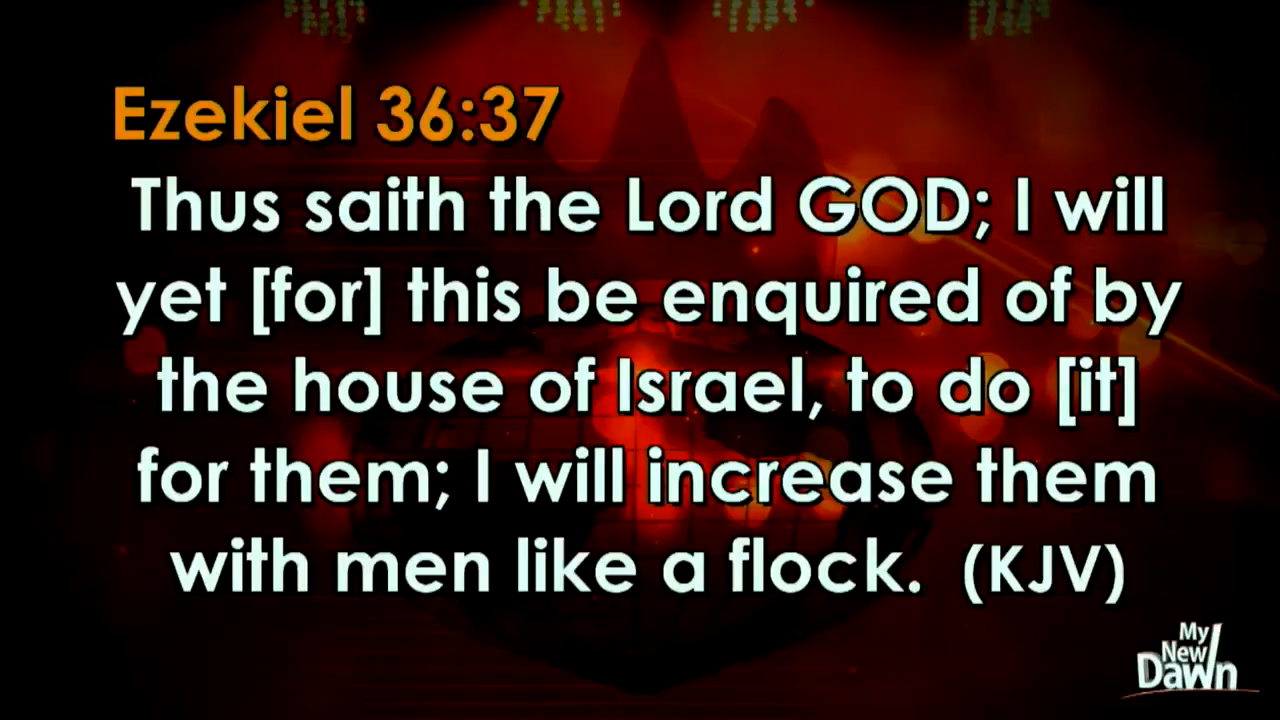 Ezekiel 36:37
Thus saith the Lord GOD; I will
yet [for] this be enquired of by
the house of Israel, to do [it]
for them; I will increase them
with men like a flock. (KJV)
My
New
Dawn